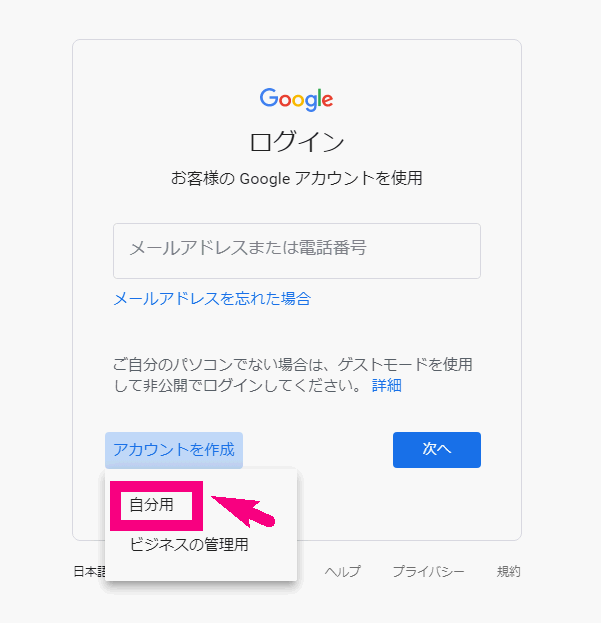 Google
ログイン
お客様の Google アカウントを使用
メールアドレスまたは電話番号
メールアドレスを忘れた場合
ご自分のパソコンでない場合は、ゲストモードを使用
して非公開でログインしてください。 詳細
アカウントを作成
次へ
自分用
ビジネスの管理用
日本語 ヘルプ プライバシー 規約